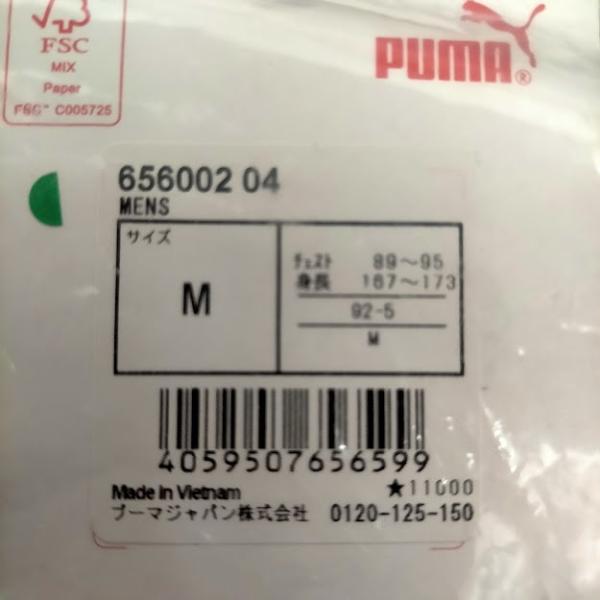 FSC
MIX
Paper
FSC™ C005725
PUMA®
656002 04
MENS
サイズ
M
チェスト 89～95
身長 167～173
92-5
M
4059507656599
Made in Vietnam
★11000
プーマジャパン株式会社 0120-125-150